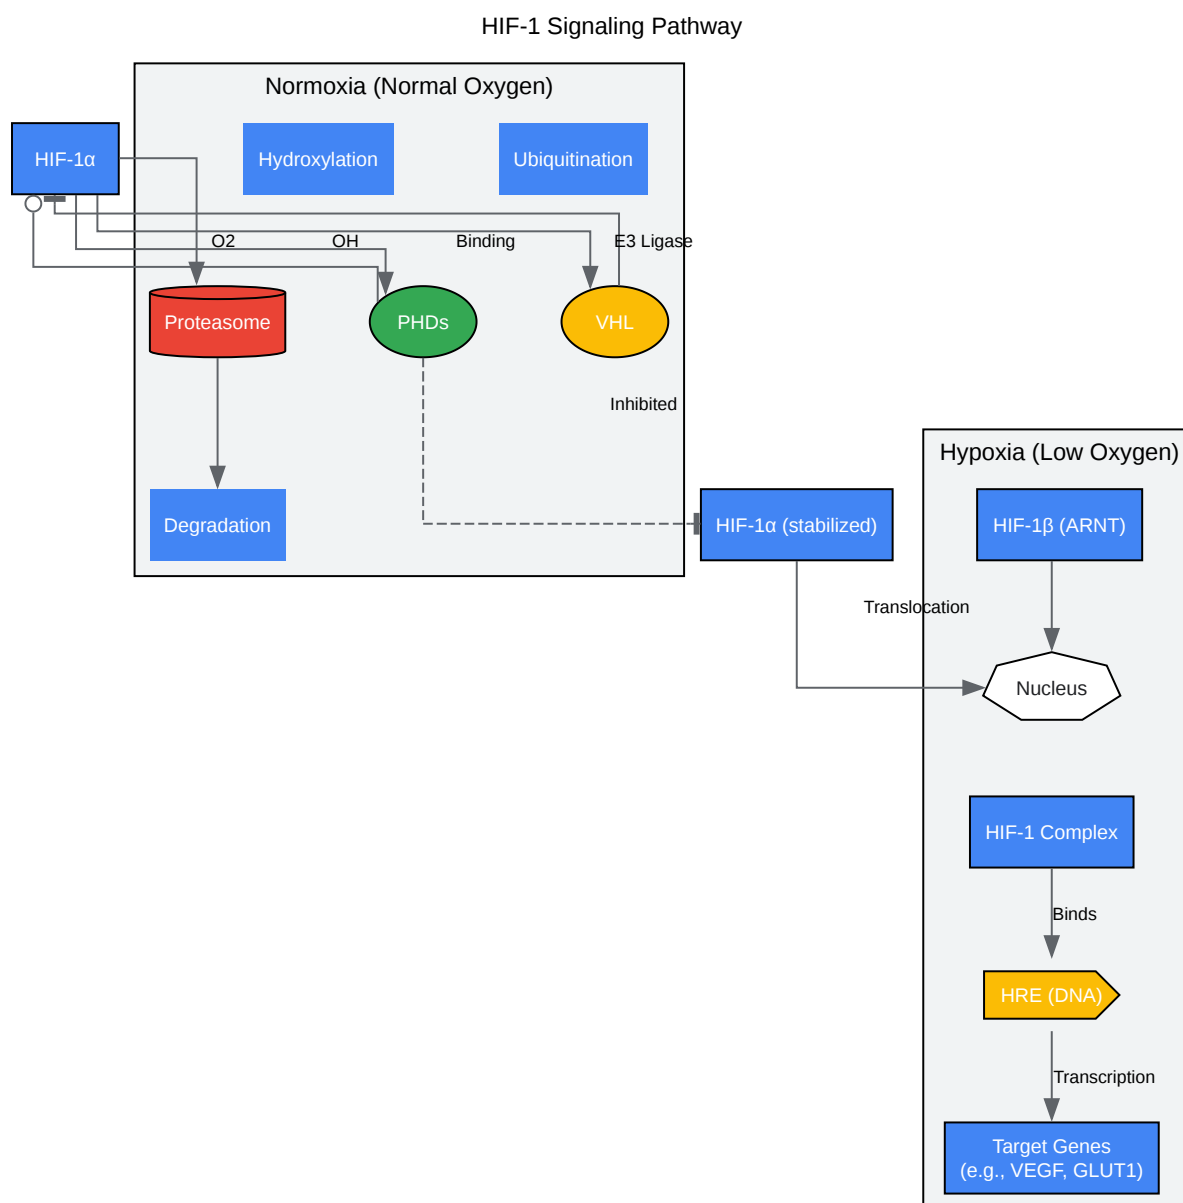 HIF-1 Signaling Pathway
Normoxia (Normal Oxygen)
HIF-1α
Hydroxylation
Ubiquitination
O2
OH
Binding
E3 Ligase
Proteasome
PHDs
VHL
Inhibited
Hypoxia (Low Oxygen)
Degradation
HIF-1α (stabilized)
HIF-1β (ARNT)
Translocation
Nucleus
HIF-1 Complex
Binds
HRE (DNA)
Transcription
Target Genes
(e.g., VEGF, GLUT1)